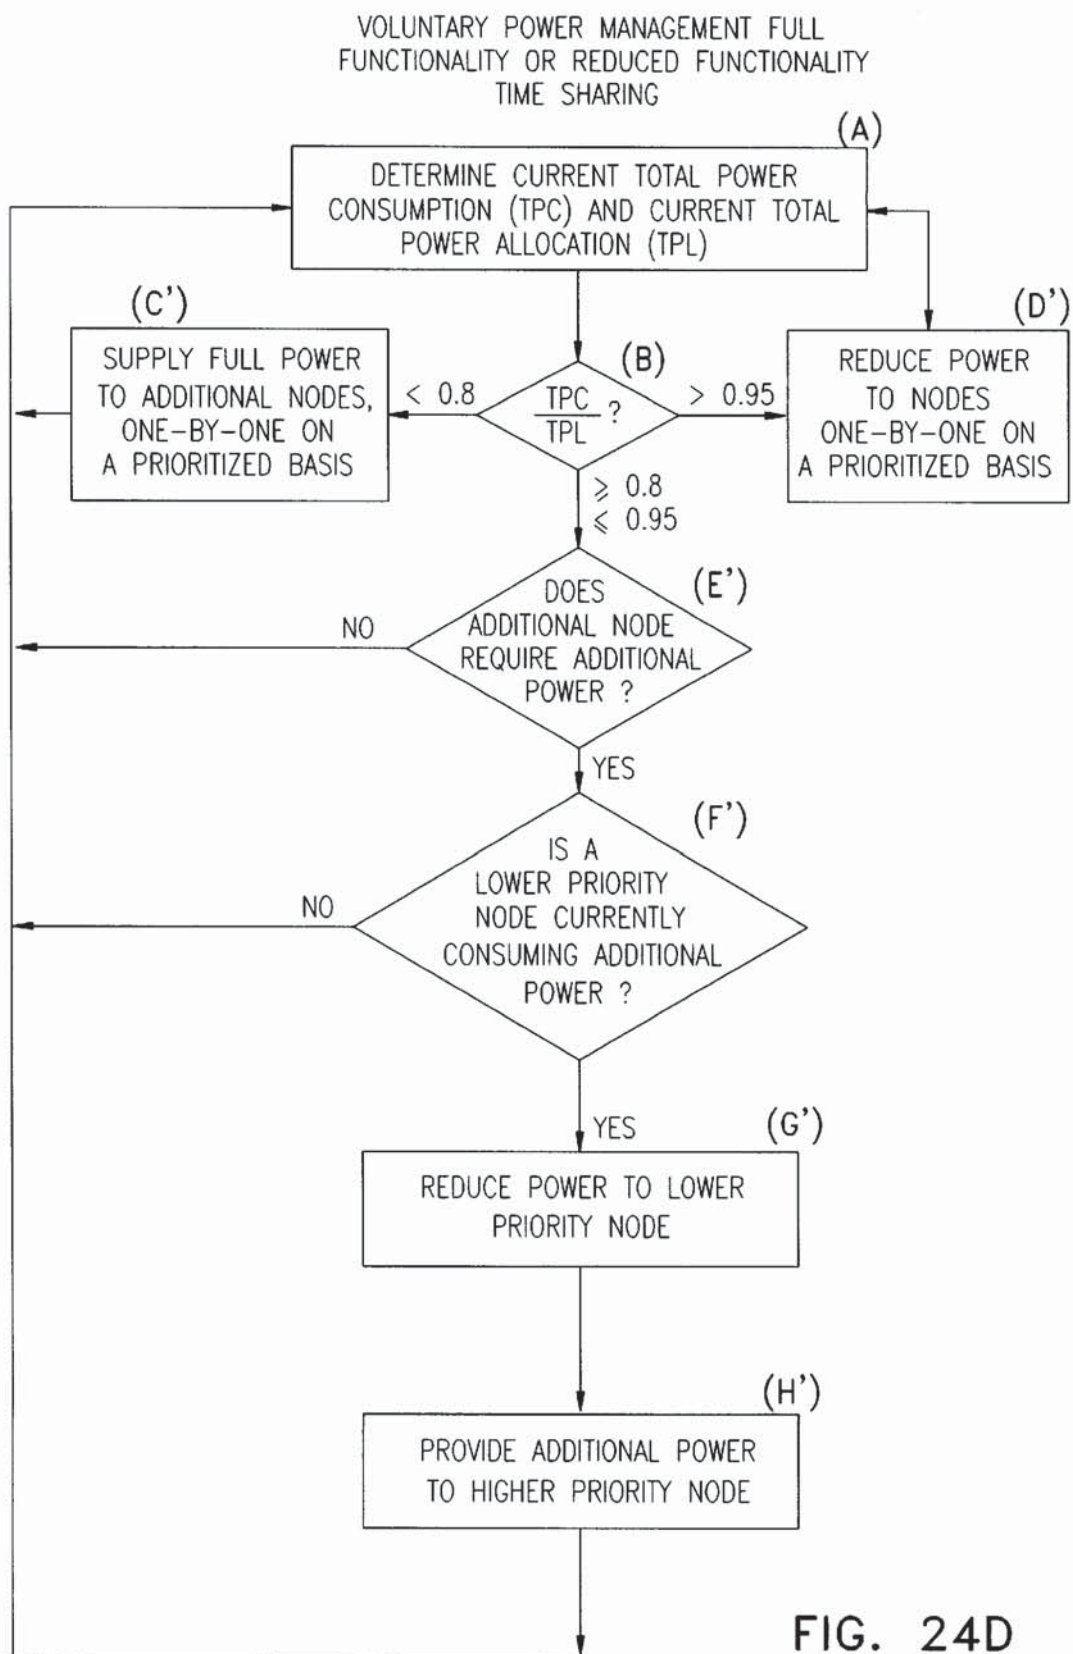 VOLUNTARY POWER MANAGEMENT FULL
FUNCTIONALITY OR REDUCED FUNCTIONALITY
TIME SHARING
(A)
DETERMINE CURRENT TOTAL POWER
CONSUMPTION (TPC) AND CURRENT TOTAL
POWER ALLOCATION (TPL)
(C')
SUPPLY FULL POWER
TO ADDITIONAL NODES,
ONE-BY-ONE ON
A PRIORITIZED BASIS
< 0.8
(B)
TPC
TPL
?
> 0.95
(D')
REDUCE POWER
TO NODES
ONE-BY-ONE ON
A PRIORITIZED BASIS
⩾ 0.8
⩽ 0.95
(E')
DOES
ADDITIONAL NODE
REQUIRE ADDITIONAL
POWER ?
NO
YES
(F')
IS A
LOWER PRIORITY
NODE CURRENTLY
CONSUMING ADDITIONAL
POWER ?
NO
YES
(G')
REDUCE POWER TO LOWER
PRIORITY NODE
(H')
PROVIDE ADDITIONAL POWER
TO HIGHER PRIORITY NODE
FIG. 24D